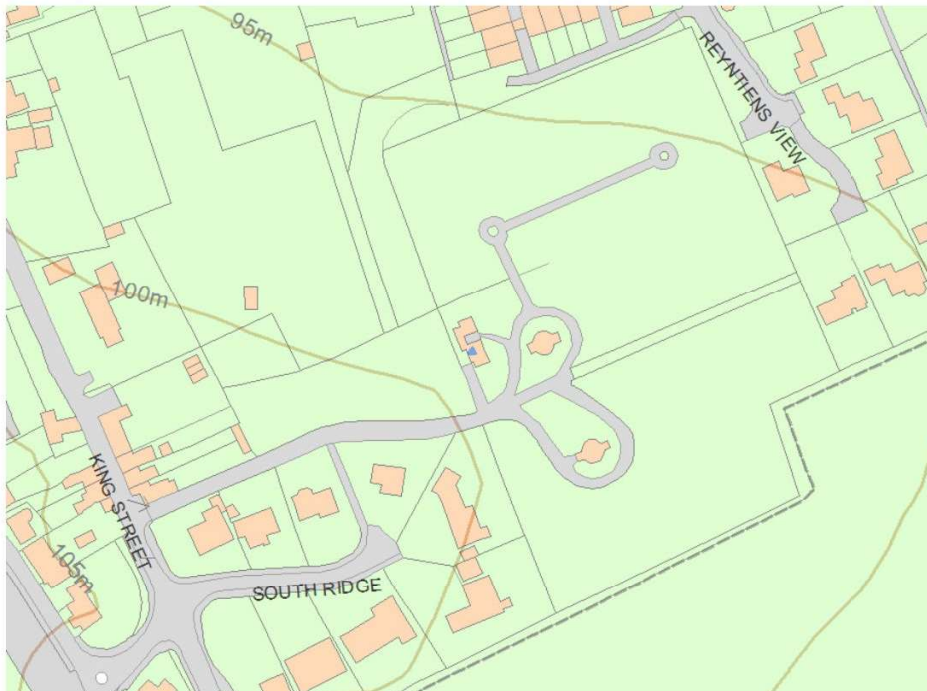 95m
REYNTIENS VIEW
100m
KING STREET
105m
SOUTH RIDGE